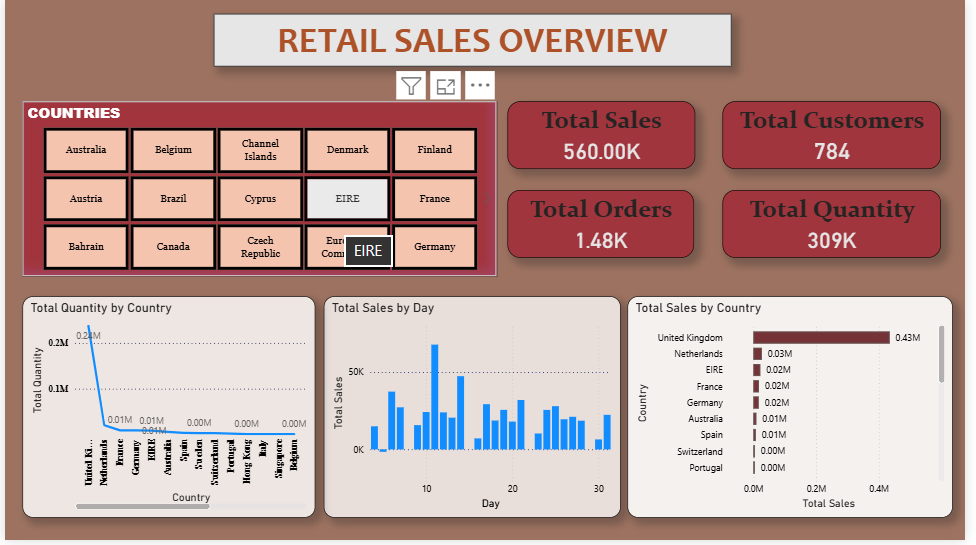 RETAIL SALES OVERVIEW
COUNTRIES
Australia
Belgium
Channel
Islands
Denmark
Finland
Austria
Brazil
Cyprus
EIRE
France
Bahrain
Canada
Czech
Republic
EIRE
Germany
Total Sales
560.00K
Total Customers
784
Total Orders
1.48K
Total Quantity
309K
Total Quantity by Country
Total Quantity
0.2M
0.1M
0.24M
0.01M
0.01M
0.01M
0.00M
0.00M
0.00M
United Ki...
Netherlands
France
Germany
EIRE
Australia
Spain
Sweden
Switzerland
Portugal
Hong Kong
Italy
Singapore
Belgium
Country
Total Sales by Day
Total Sales
50K
0K
10
20
30
Day
Total Sales by Country
Country
United Kingdom
0.43M
Netherlands
0.03M
EIRE
0.02M
France
0.02M
Germany
0.02M
Australia
0.01M
Spain
0.01M
Switzerland
0.00M
Portugal
0.00M
0.0M
0.2M
0.4M
Total Sales